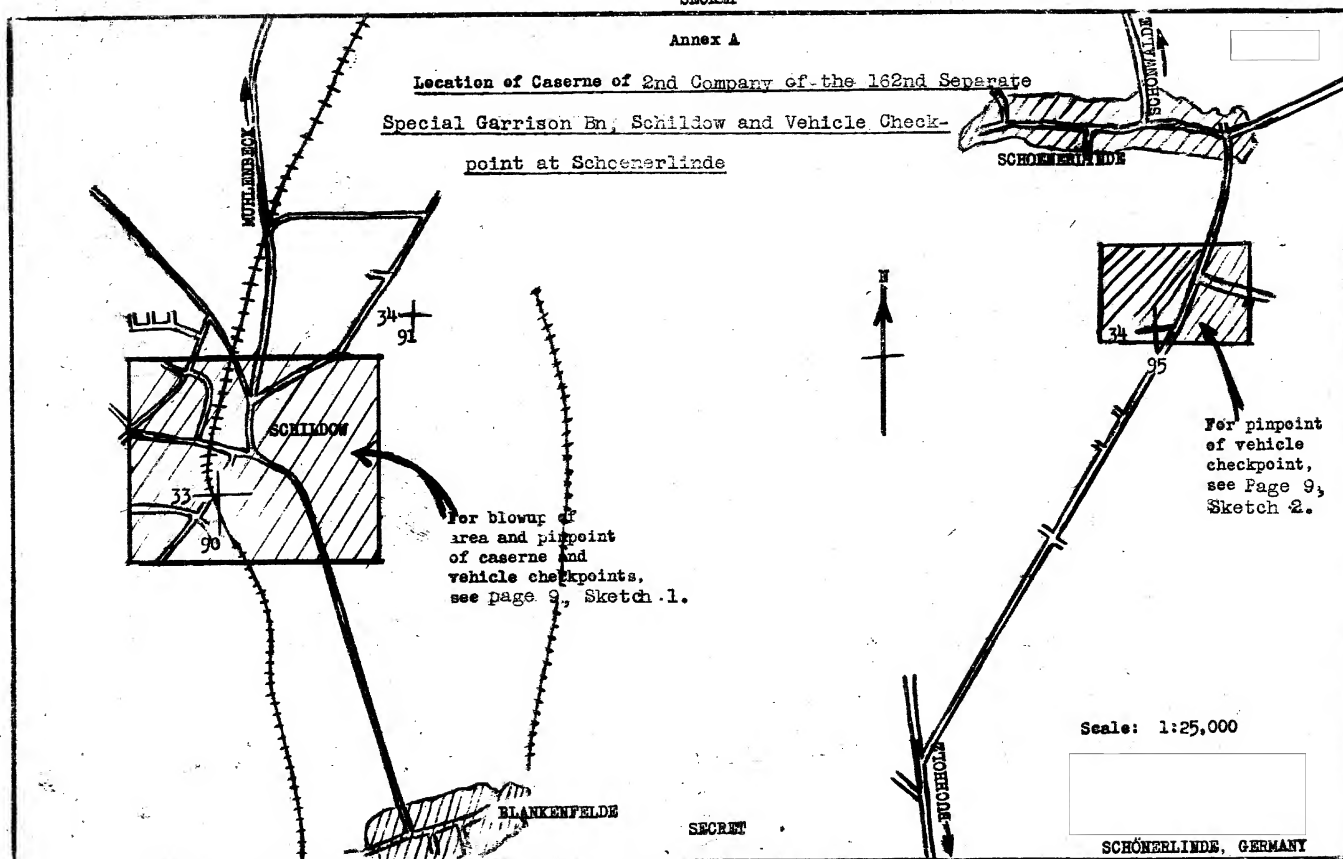 SECRET
Annex A
Location of Caserne of 2nd Company of the 162nd Separate
Special Garrison Bn, Schildow and Vehicle Check-
point at Schoenerlinde
MUHLENBECK
SCHONWALDE
SCHOENERLINDE
N
34
91
34
95
SCHILDOW
33
90
For blowup of
area and pinpoint
of caserne and
vehicle checkpoints,
see page 9, Sketch 1.
For pinpoint
of vehicle
checkpoint,
see Page 9,
Sketch 2.
Scale: 1:25,000
BUCHHOLZ
BLANKENFELDE
SECRET
SCHÖNERLINDE, GERMANY